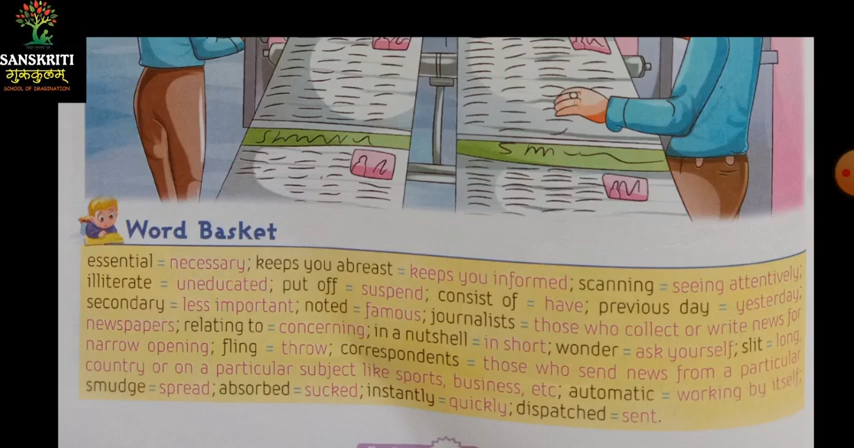 SANSKRITI
गुरुकुलम्
SCHOOL OF IMAGINATION
Word Basket
essential = necessary; keeps you abreast = keeps you informed; scanning = seeing attentively;
illiterate = uneducated; put off = suspend; consist of = have; previous day = yesterday;
secondary = less important; noted = famous; journalists = those who collect or write news for
newspapers; relating to = concerning; in a nutshell = in short; wonder = ask yourself; slit = long,
narrow opening; fling = throw; correspondents = those who send news from a particular
country or on a particular subject like sports, business, etc; automatic = working by itself;
smudge = spread; absorbed = sucked; instantly = quickly; dispatched = sent.